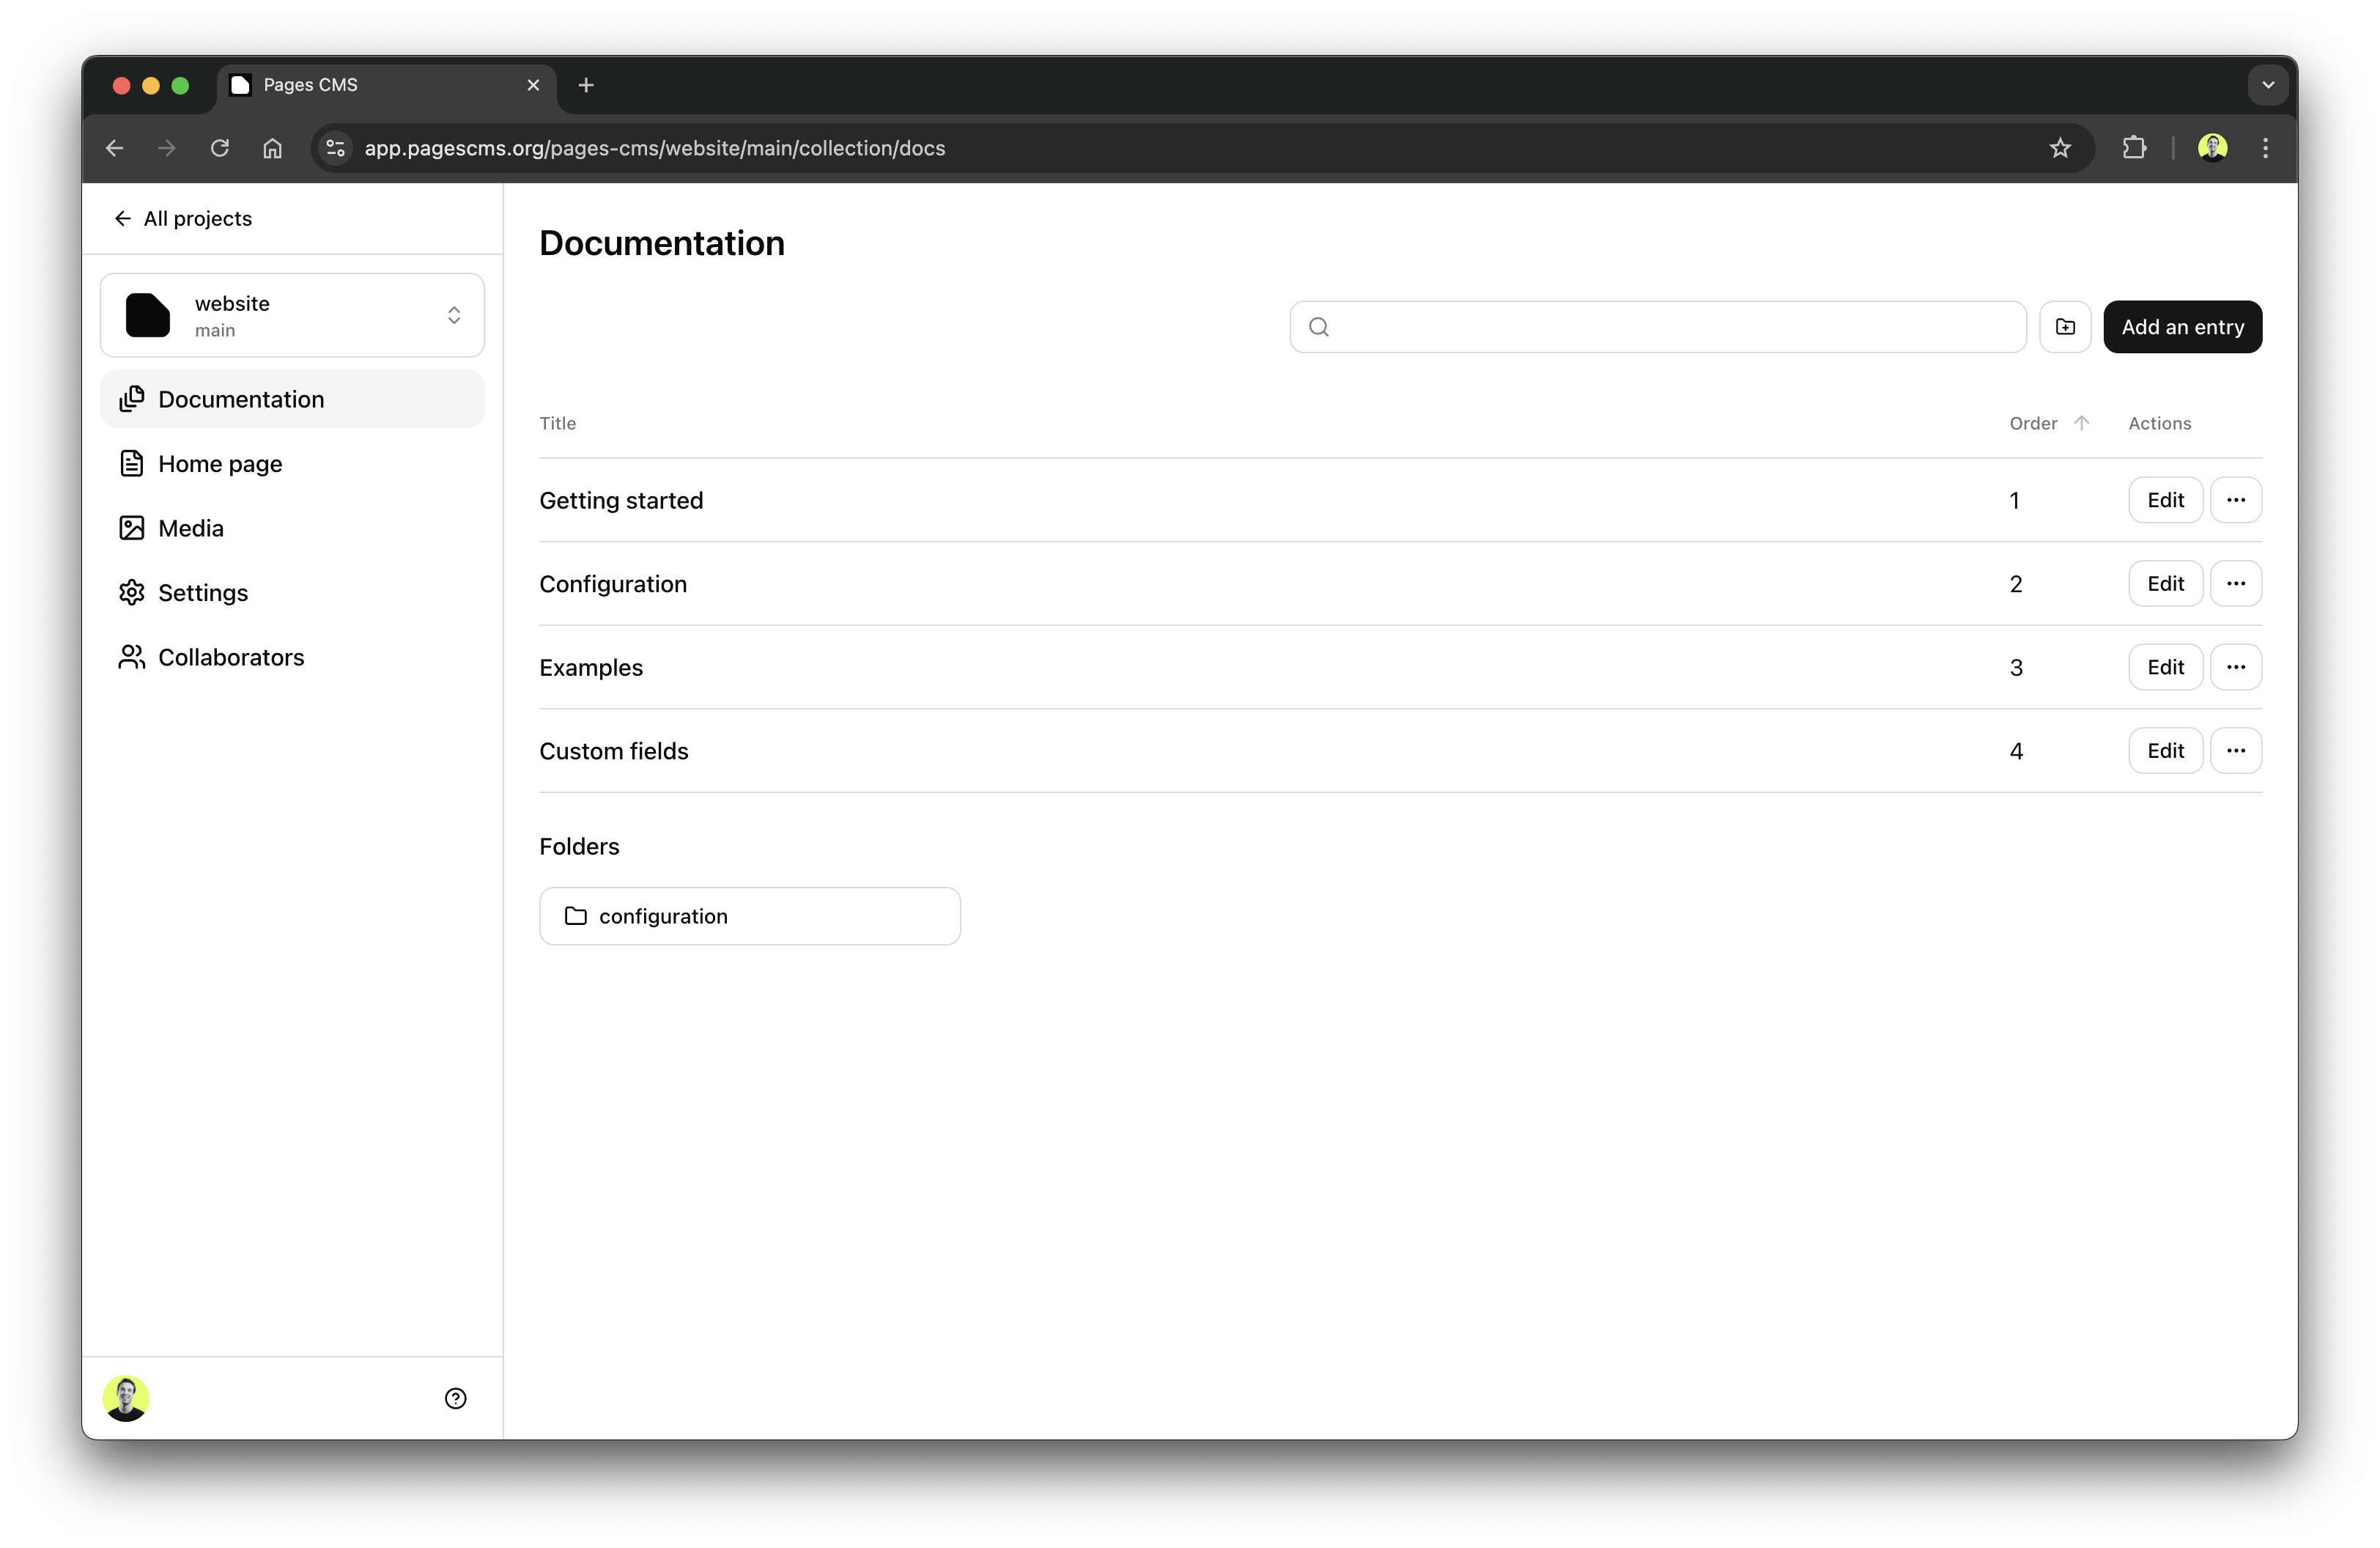 Pages CMS
app.pagescms.org/pages-cms/website/main/collection/docs
All projects
website
main
Documentation
Home page
Media
Settings
Collaborators
Documentation
Add an entry
Title Order Actions
Getting started 1 Edit
Configuration 2 Edit
Examples 3 Edit
Custom fields 4 Edit
Folders
configuration